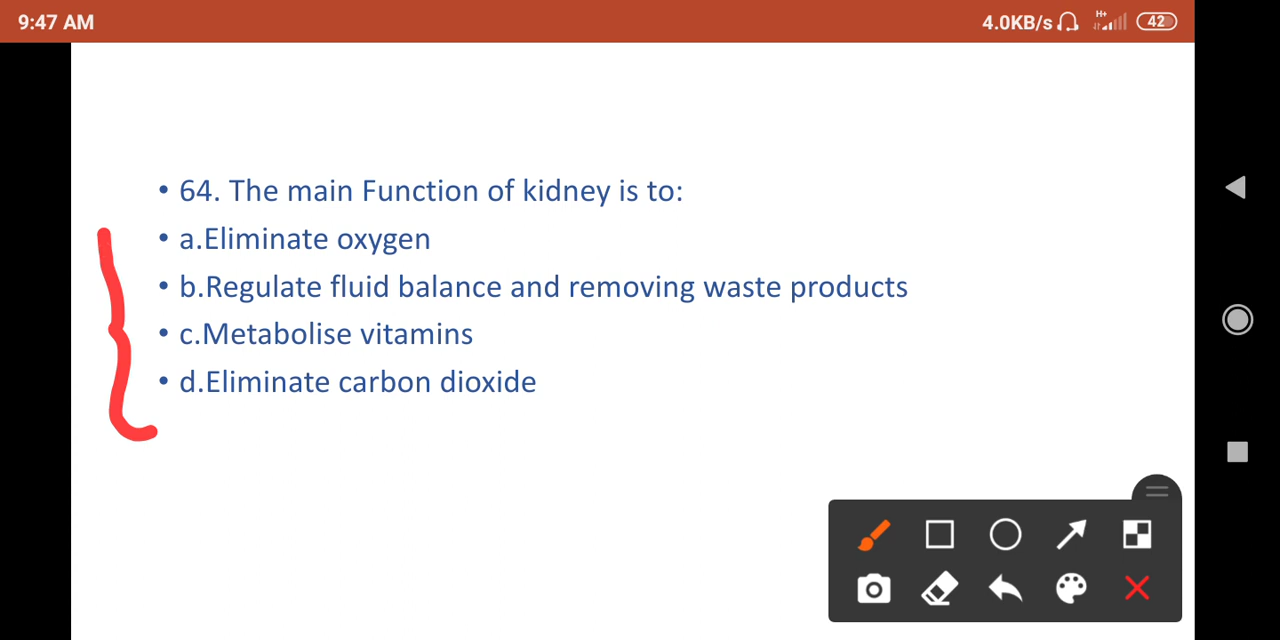 9:47 AM
4.0KB/s H+ 42
• 64. The main Function of kidney is to:
• a.Eliminate oxygen
• b.Regulate fluid balance and removing waste products
• c.Metabolise vitamins
• d.Eliminate carbon dioxide